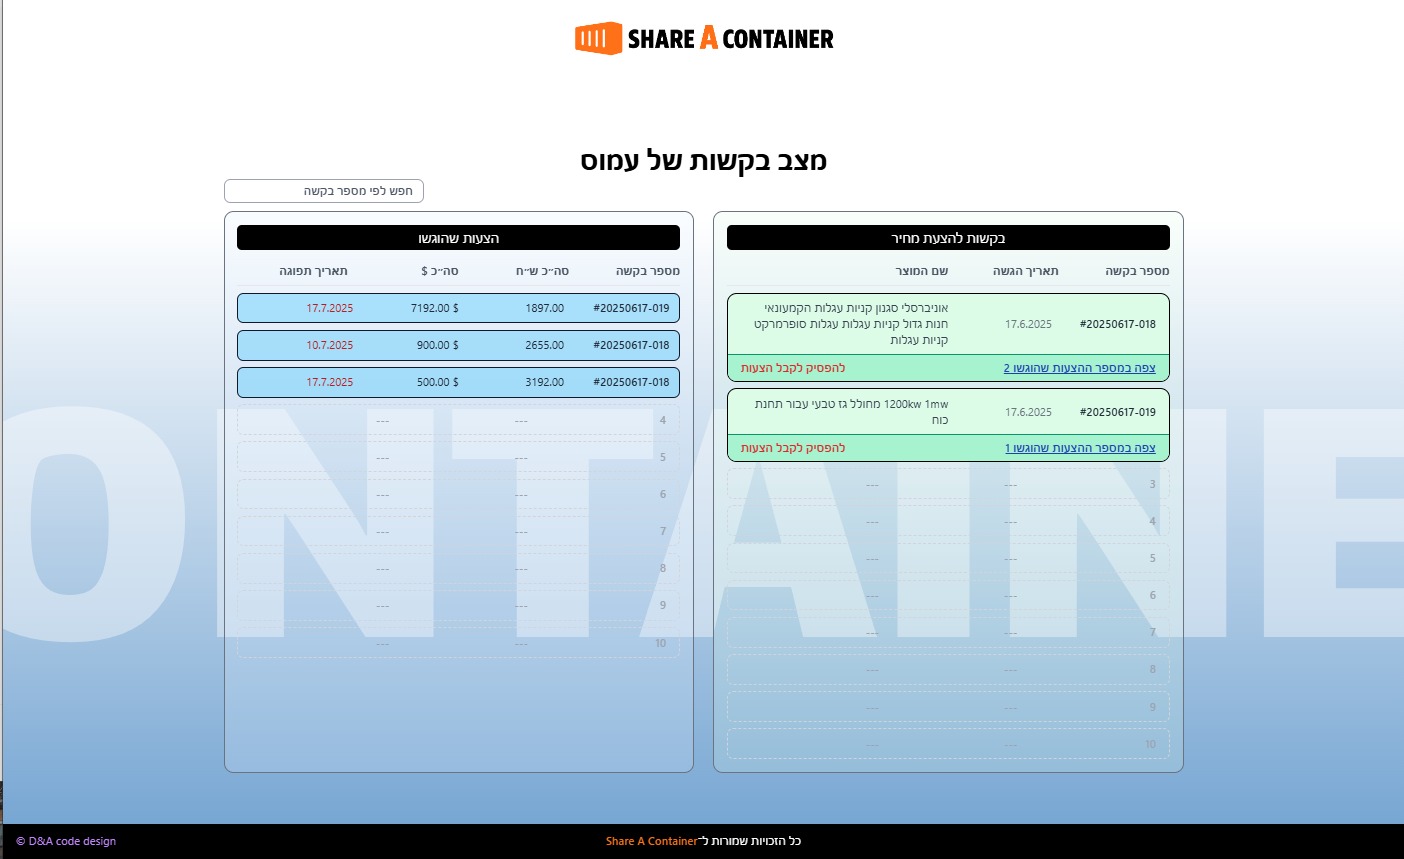 SHARE A CONTAINER
מצב בקשות של עמוס
חפש לפי מספר בקשה
בקשות להצעת מחיר
מספר בקשה תאריך הגשה שם המוצר
#20250617-018 17.6.2025 אוניברסלי סגנון קניות עגלות הקמעונאי
חנות גדול קניות עגלות עגלות סופרמרקט
קניות עגלות
צפה במספר ההצעות שהוגשו 2 להפסיק לקבל הצעות
#20250617-019 17.6.2025 1200kw 1mw מחולל גז טבעי עבור תחנת
כוח
צפה במספר ההצעות שהוגשו 1 להפסיק לקבל הצעות
3 --- ---
4 --- ---
5 --- ---
6 --- ---
7 --- ---
8 --- ---
9 --- ---
10 --- ---
הצעות שהוגשו
מספר בקשה סה״כ ש״ח סה״כ $ תאריך תפוגה
#20250617-019 1897.00 7192.00 $ 17.7.2025
#20250617-018 2655.00 900.00 $ 10.7.2025
#20250617-018 3192.00 500.00 $ 17.7.2025
4 --- ---
5 --- ---
6 --- ---
7 --- ---
8 --- ---
9 --- ---
10 --- ---
ONTAINE
כל הזכויות שמורות ל־Share A Container
© D&A code design